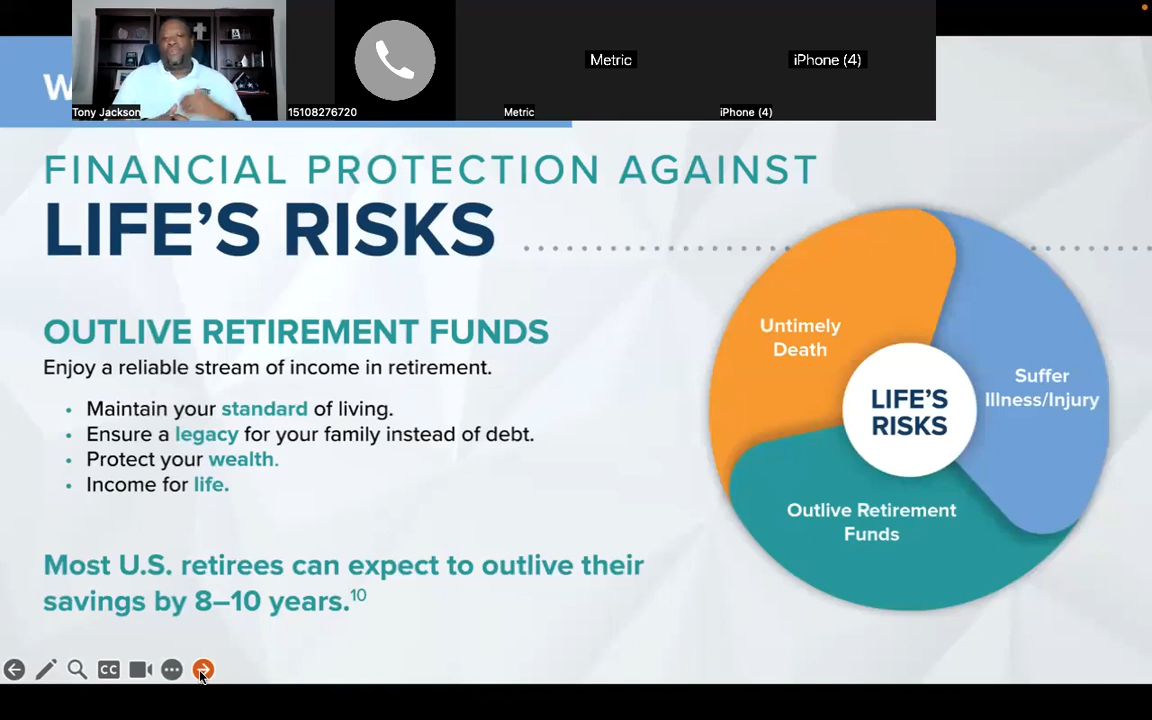 Tony Jackson
15108276720
Metric
Metric
iPhone (4)
iPhone (4)
W
FINANCIAL PROTECTION AGAINST
LIFE'S RISKS
OUTLIVE RETIREMENT FUNDS
Enjoy a reliable stream of income in retirement.
• Maintain your standard of living.
• Ensure a legacy for your family instead of debt.
• Protect your wealth.
• Income for life.
Most U.S. retirees can expect to outlive their
savings by 8–10 years.¹⁰
Untimely
Death
Suffer
Illness/Injury
LIFE'S
RISKS
Outlive Retirement
Funds
CC